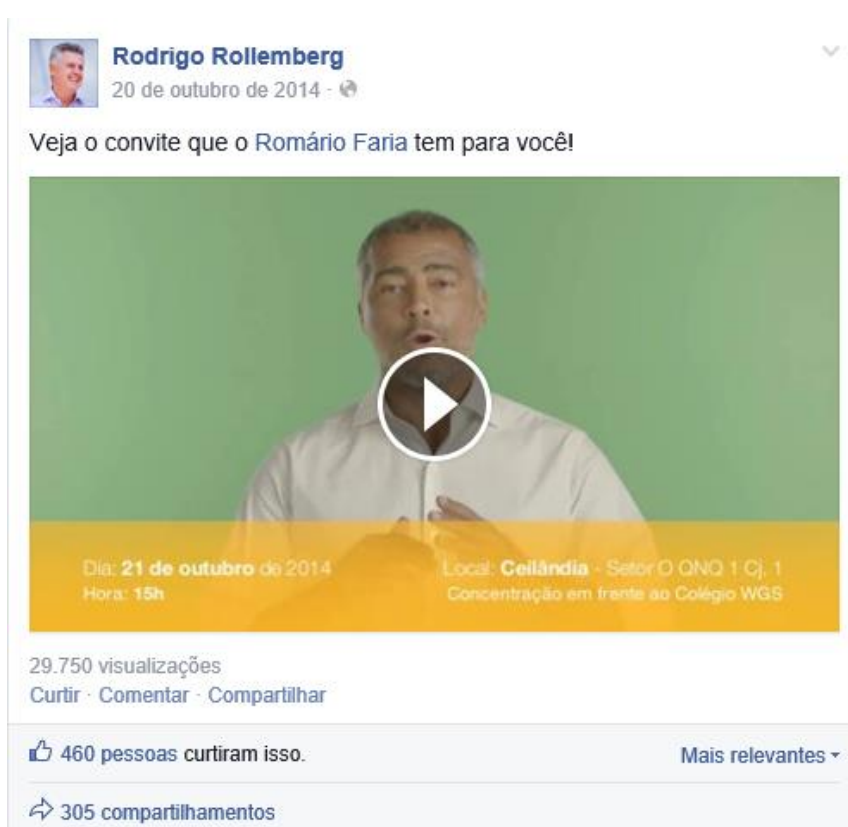 Rodrigo Rollemberg
20 de outubro de 2014 ·
Veja o convite que o Romário Faria tem para você!
Dia: 21 de outubro de 2014
Hora: 15h
Local: Ceilândia - Setor O QNQ 1 Cj. 1
Concentração em frente ao Colégio WGS
29.750 visualizações
Curtir · Comentar · Compartilhar
460 pessoas curtiram isso.
Mais relevantes
305 compartilhamentos